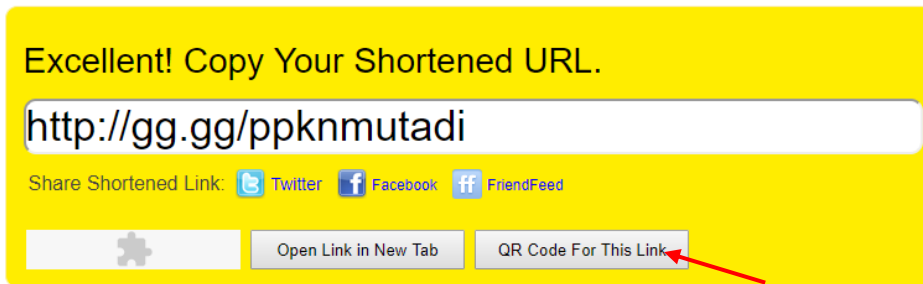 Excellent! Copy Your Shortened URL.
http://gg.gg/ppknmutadi
Share Shortened Link: Twitter Facebook FriendFeed
Open Link in New Tab QR Code For This Link